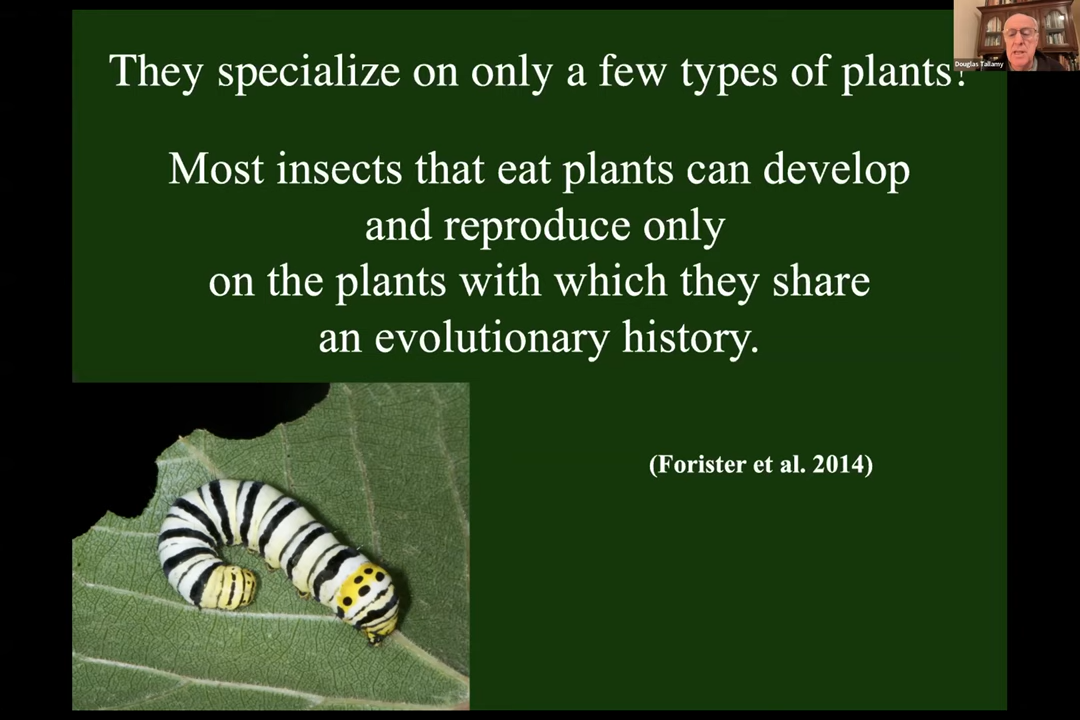 They specialize on only a few types of plants!
Most insects that eat plants can develop
and reproduce only
on the plants with which they share
an evolutionary history.
(Forister et al. 2014)
Douglas Tallamy